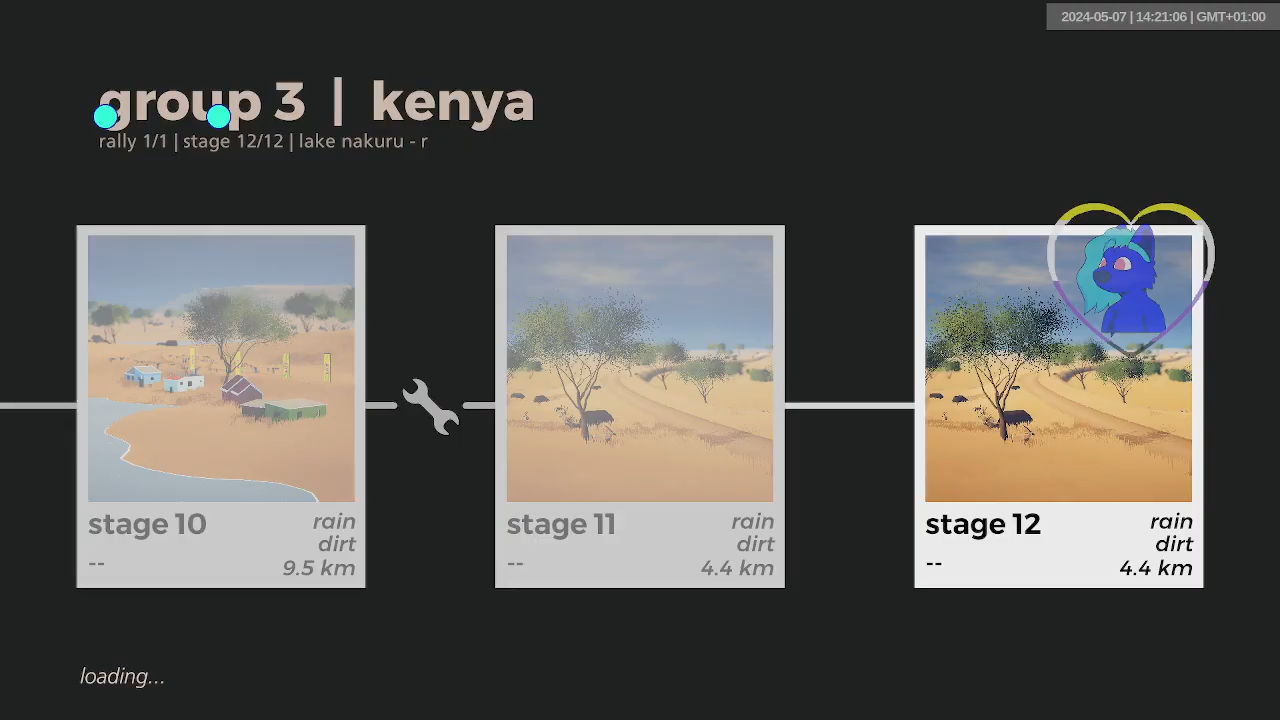 2024-05-07 | 14:21:06 | GMT+01:00
group 3 | kenya
rally 1/1 | stage 12/12 | lake nakuru - r
stage 10
rain
dirt
--
9.5 km
stage 11
rain
dirt
--
4.4 km
stage 12
rain
dirt
--
4.4 km
loading...